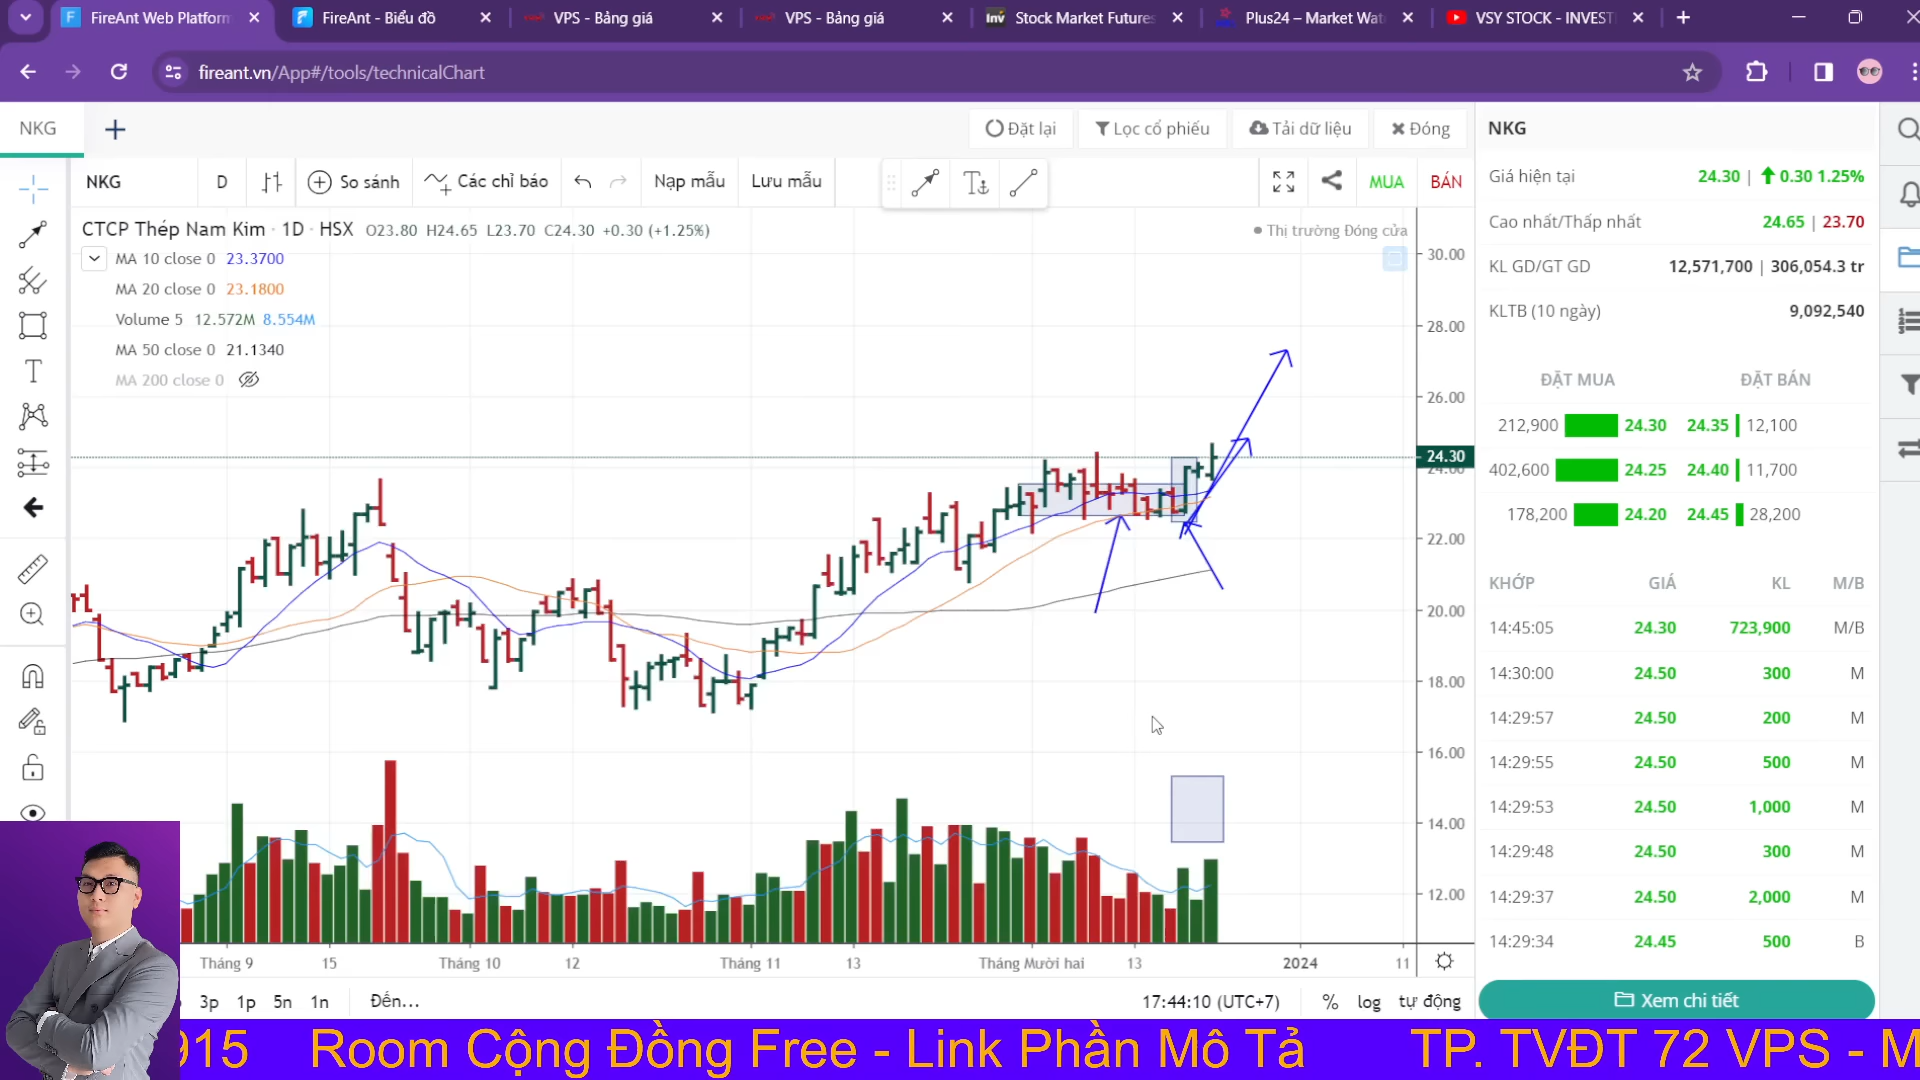 FireAnt Web Platform
FireAnt - Biểu đồ
VPS - Bảng giá
VPS - Bảng giá
Stock Market Futures
Plus24 – Market Wat
VSY STOCK - INVEST
fireant.vn/App#/tools/technicalChart
NKG
Đặt lại
Lọc cổ phiếu
Tải dữ liệu
Đóng
NKG D So sánh Các chỉ báo Nạp mẫu Lưu mẫu MUA BÁN
CTCP Thép Nam Kim · 1D · HSX O23.80 H24.65 L23.70 C24.30 +0.30 (+1.25%)
Thị trường Đóng cửa
MA 10 close 0 23.3700
MA 20 close 0 23.1800
Volume 5 12.572M 8.554M
MA 50 close 0 21.1340
MA 200 close 0
30.00
28.00
26.00
24.30
24.00
22.00
20.00
18.00
16.00
14.00
12.00
Tháng 9 15 Tháng 10 12 Tháng 11 13 Tháng Mười hai 13 2024 11
3p 1p 5n 1n Đến...
17:44:10 (UTC+7) % log tự động
NKG
Giá hiện tại 24.30 | 0.30 1.25%
Cao nhất/Thấp nhất 24.65 | 23.70
KL GD/GT GD 12,571,700 | 306,054.3 tr
KLTB (10 ngày) 9,092,540
ĐẶT MUA ĐẶT BÁN
212,900 24.30 24.35 12,100
402,600 24.25 24.40 11,700
178,200 24.20 24.45 28,200
KHỚP GIÁ KL M/B
14:45:05 24.30 723,900 M/B
14:30:00 24.50 300 M
14:29:57 24.50 200 M
14:29:55 24.50 500 M
14:29:53 24.50 1,000 M
14:29:48 24.50 300 M
14:29:37 24.50 2,000 M
14:29:34 24.45 500 B
Xem chi tiết
915 Room Cộng Đồng Free - Link Phần Mô Tả TP. TVĐT 72 VPS - M